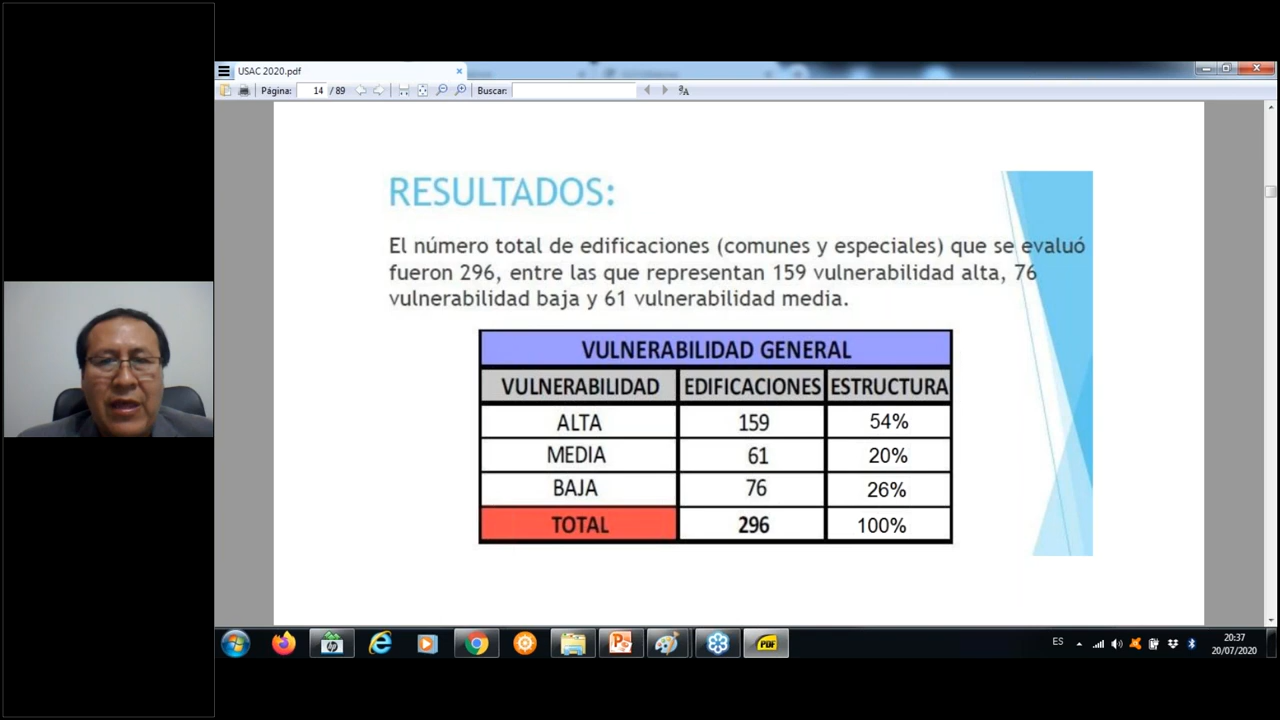 USAC 2020.pdf
Página: 14 / 89 Buscar:
RESULTADOS:
El número total de edificaciones (comunes y especiales) que se evaluó
fueron 296, entre las que representan 159 vulnerabilidad alta, 76
vulnerabilidad baja y 61 vulnerabilidad media.
VULNERABILIDAD GENERAL
VULNERABILIDAD EDIFICACIONES ESTRUCTURA
ALTA 159 54%
MEDIA 61 20%
BAJA 76 26%
TOTAL 296 100%
PDF
ES 20:37
20/07/2020